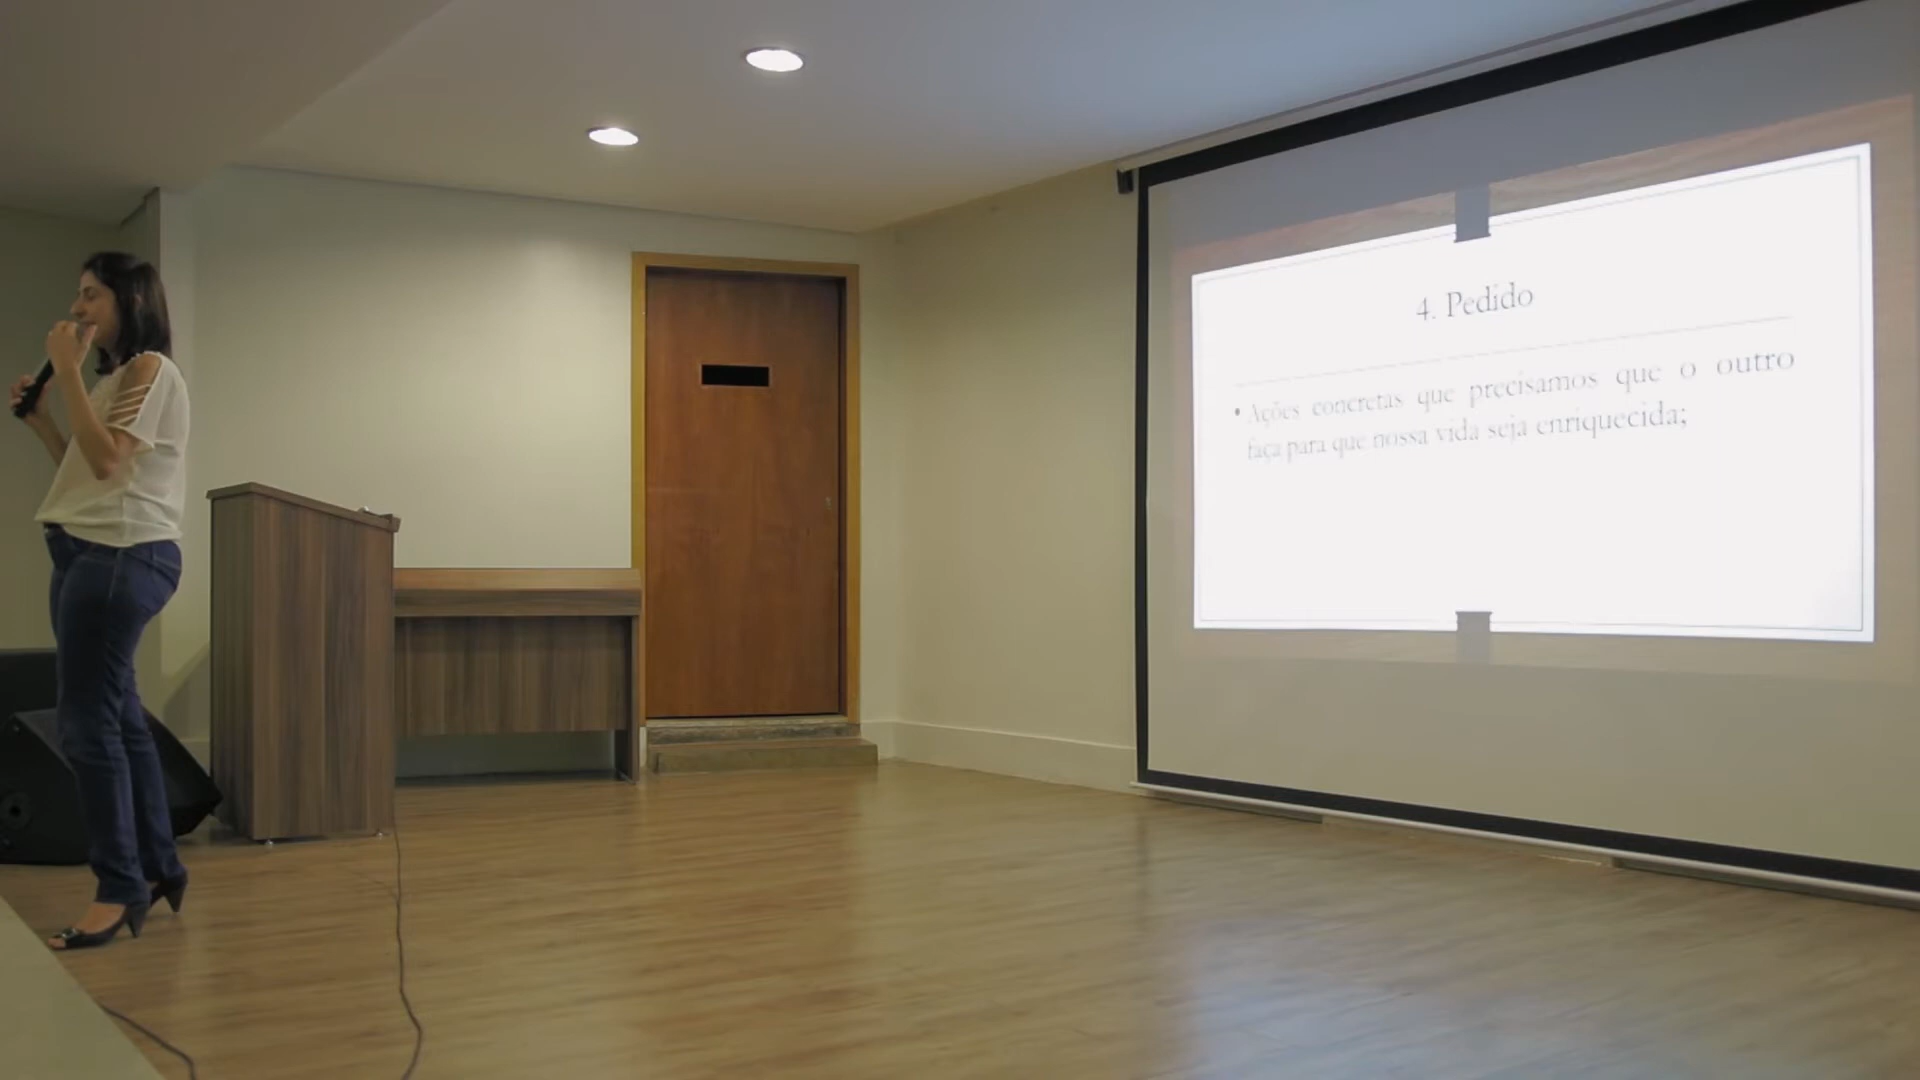 4. Pedido
• Ações concretas que precisamos que o outro
faça para que nossa vida seja enriquecida;